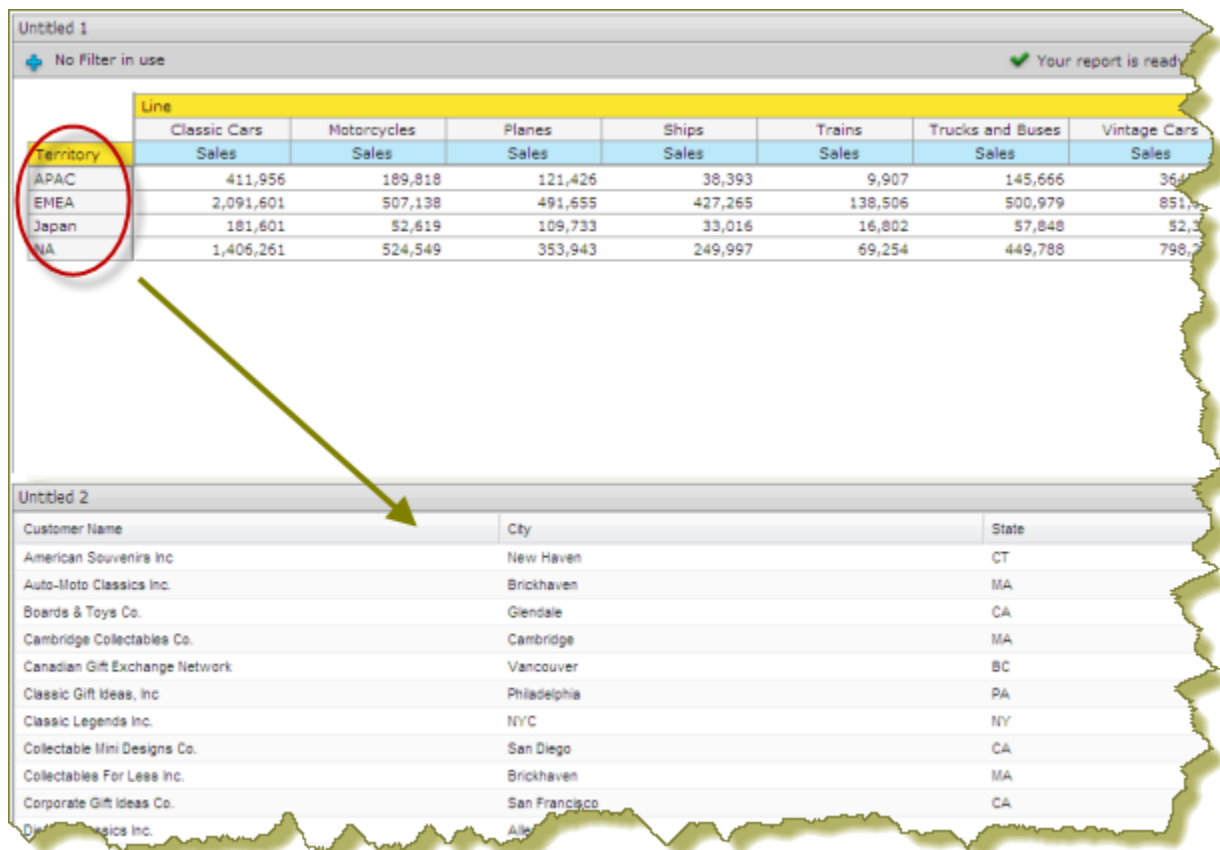 Untitled 1
No Filter in use Your report is ready
Line
Classic Cars Motorcycles Planes Ships Trains Trucks and Buses Vintage Cars
Territory Sales Sales Sales Sales Sales Sales Sales
APAC 411,956 189,818 121,426 38,393 9,907 145,666
EMEA 2,091,601 507,138 491,655 427,265 138,506 500,979
Japan 181,601 52,619 109,733 33,016 16,802 57,848
NA 1,406,261 524,549 353,943 249,997 69,254 449,788
Untitled 2
Customer Name City State
American Souvenirs Inc New Haven CT
Auto-Moto Classics Inc. Brickhaven MA
Boards & Toys Co. Glendale CA
Cambridge Collectables Co. Cambridge MA
Canadian Gift Exchange Network Vancouver BC
Classic Gift Ideas, Inc Philadelphia PA
Classic Legends Inc. NYC NY
Collectable Mini Designs Co. San Diego CA
Collectables For Less Inc. Brickhaven MA
Corporate Gift Ideas Co. San Francisco CA
Inc.